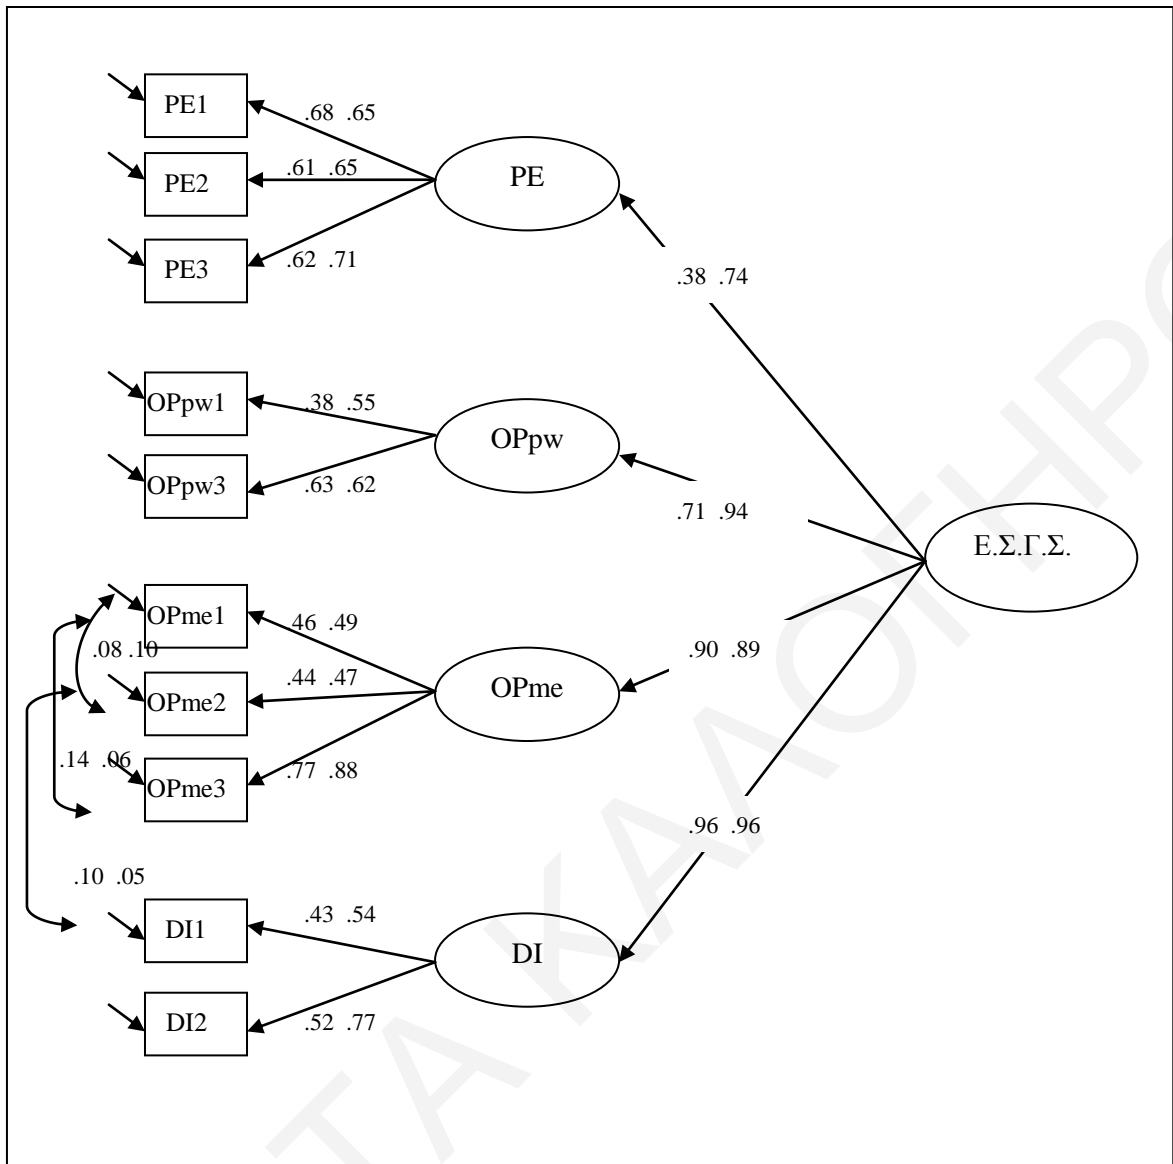 PE1
.68 .65
PE2
.61 .65
PE
PE3
.62 .71
.38 .74
OPpw1
.38 .55
OPpw
OPpw3
.63 .62
.71 .94
Ε.Σ.Γ.Σ.
OPme1
.46 .49
.08 .10
.90 .89
OPme2
.44 .47
OPme
.14 .06
OPme3
.77 .88
.96 .96
.10 .05
DI1
.43 .54
DI
DI2
.52 .77